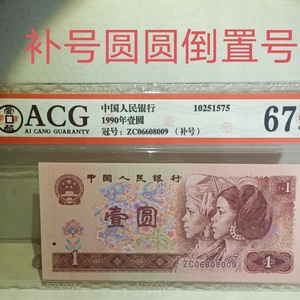 补号圆圆倒置号
ACG
AI CANG GUARANTY
中国人民银行
10251575
1990年壹圆
冠号: ZC06608009 (补号)
67
中国人民银行
壹圆
1
ZC06608009
1